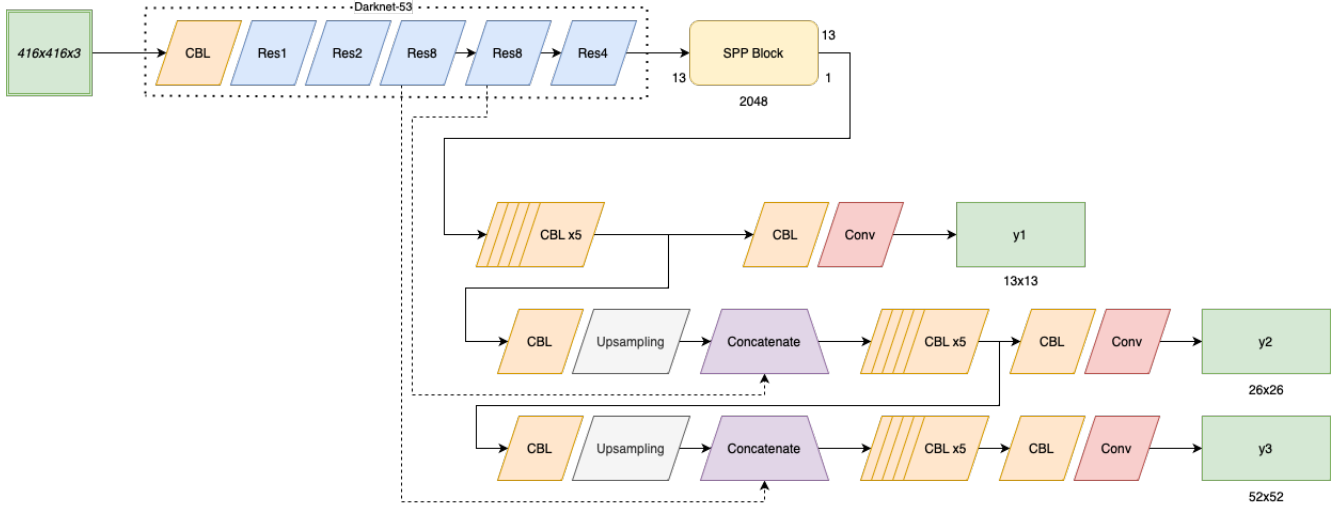 Darknet-53
416x416x3
CBL
Res1
Res2
Res8
Res8
Res4
SPP Block
13
13
1
2048
CBL x5
CBL
Conv
y1
13x13
CBL
Upsampling
Concatenate
CBL x5
CBL
Conv
y2
26x26
CBL
Upsampling
Concatenate
CBL x5
CBL
Conv
y3
52x52